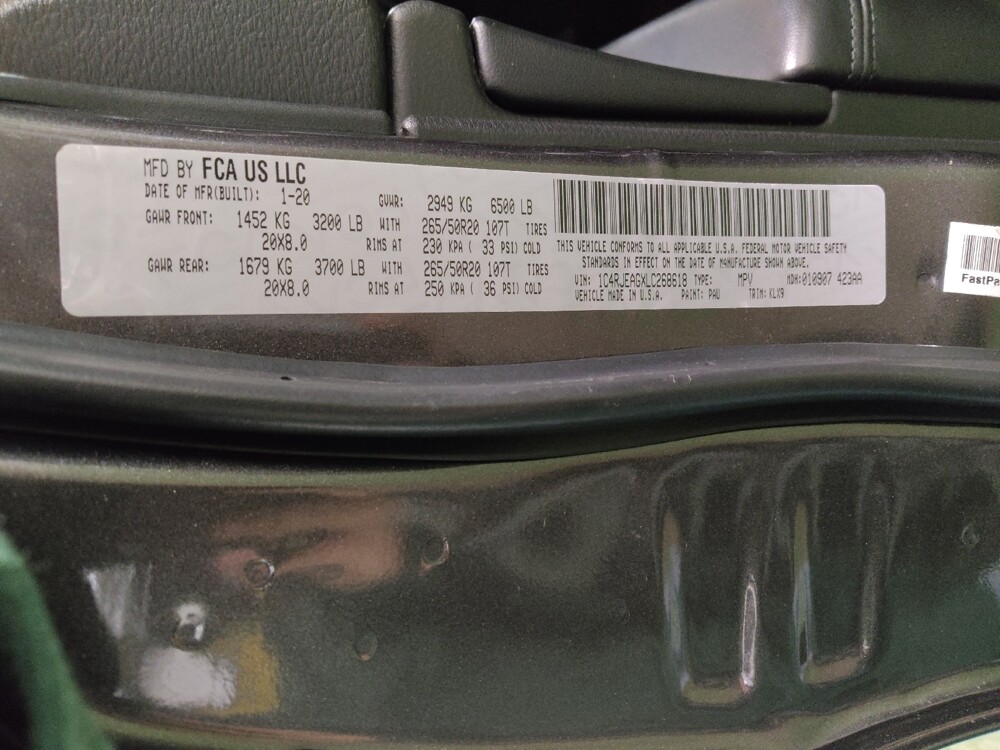 MFD BY FCA US LLC
DATE OF MFR(BUILT): 1-20 GVWR: 2949 KG 6500 LB
GAWR FRONT: 1452 KG 3200 LB WITH 265/50R20 107T TIRES
20X8.0 RIMS AT 230 KPA ( 33 PSI) COLD
GAWR REAR: 1679 KG 3700 LB WITH 265/50R20 107T TIRES
20X8.0 RIMS AT 250 KPA ( 36 PSI) COLD
THIS VEHICLE CONFORMS TO ALL APPLICABLE U.S.A. FEDERAL MOTOR VEHICLE SAFETY
STANDARDS IN EFFECT ON THE DATE OF MANUFACTURE SHOWN ABOVE.
VIN: 1C4RJEAGXLC268618 TYPE: MPV MDH:010907 423AA
VEHICLE MADE IN U.S.A. PAINT: PAU TRIM: KLX9
FastPa